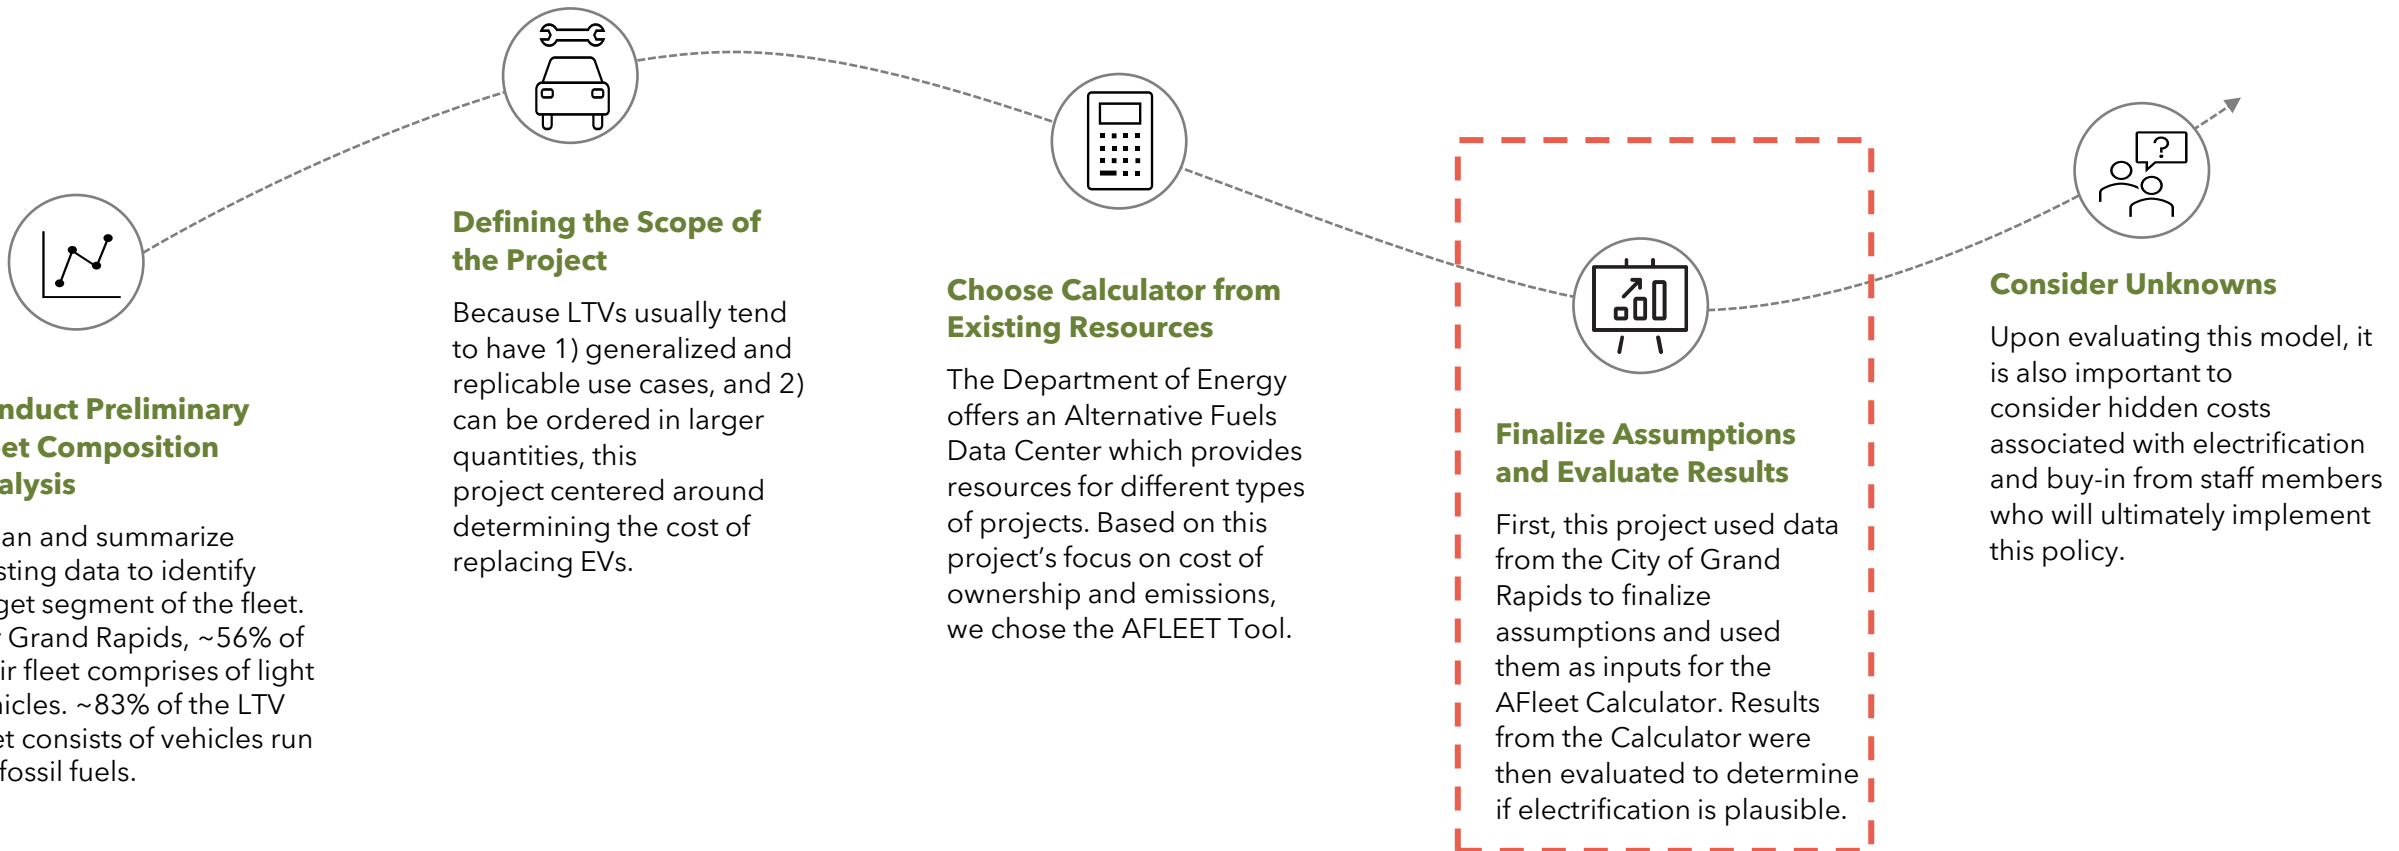 nduct Preliminary
et Composition
alysis
an and summarize
sting data to identify
get segment of the fleet.
Grand Rapids, ~56% of
ir fleet comprises of light
icles. ~83% of the LTV
et consists of vehicles run
fossil fuels.
Defining the Scope of
the Project
Because LTVs usually tend
to have 1) generalized and
replicable use cases, and 2)
can be ordered in larger
quantities, this
project centered around
determining the cost of
replacing EVs.
Choose Calculator from
Existing Resources
The Department of Energy
offers an Alternative Fuels
Data Center which provides
resources for different types
of projects. Based on this
project’s focus on cost of
ownership and emissions,
we chose the AFLEET Tool.
Finalize Assumptions
and Evaluate Results
First, this project used data
from the City of Grand
Rapids to finalize
assumptions and used
them as inputs for the
AFleet Calculator. Results
from the Calculator were
then evaluated to determine
if electrification is plausible.
?
Consider Unknowns
Upon evaluating this model, it
is also important to
consider hidden costs
associated with electrification
and buy-in from staff members
who will ultimately implement
this policy.